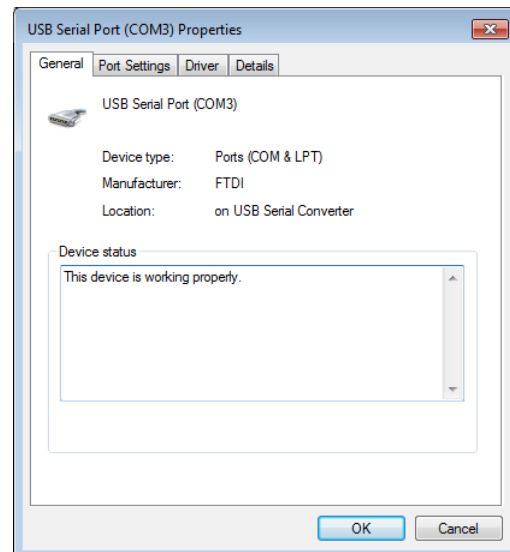 USB Serial Port (COM3) Properties
General Port Settings Driver Details
USB Serial Port (COM3)
Device type: Ports (COM & LPT)
Manufacturer: FTDI
Location: on USB Serial Converter
Device status
This device is working properly.
OK Cancel